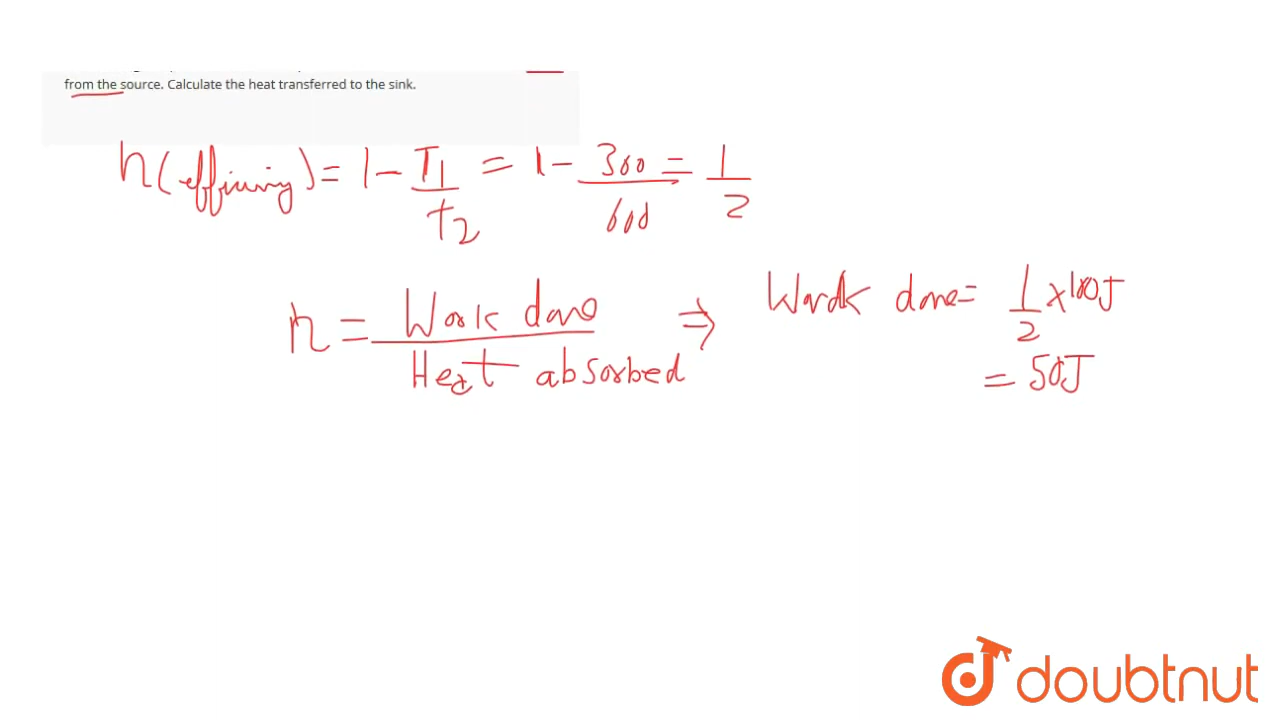 from the source. Calculate the heat transferred to the sink.
η (efficiency) = 1 - T1/T2 = 1 - 300/600 = 1/2
η = Work done / Heat absorbed ⇒ Work done = 1/2 × 100J
= 50J
doubtnut